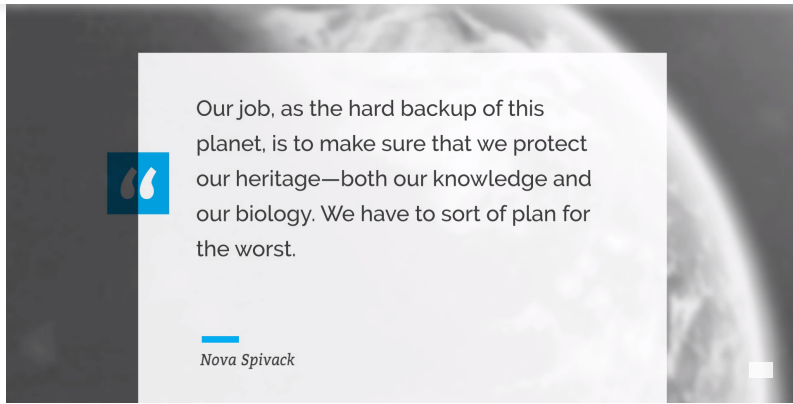 Our job, as the hard backup of this
planet, is to make sure that we protect
our heritage—both our knowledge and
our biology. We have to sort of plan for
the worst.
Nova Spivack